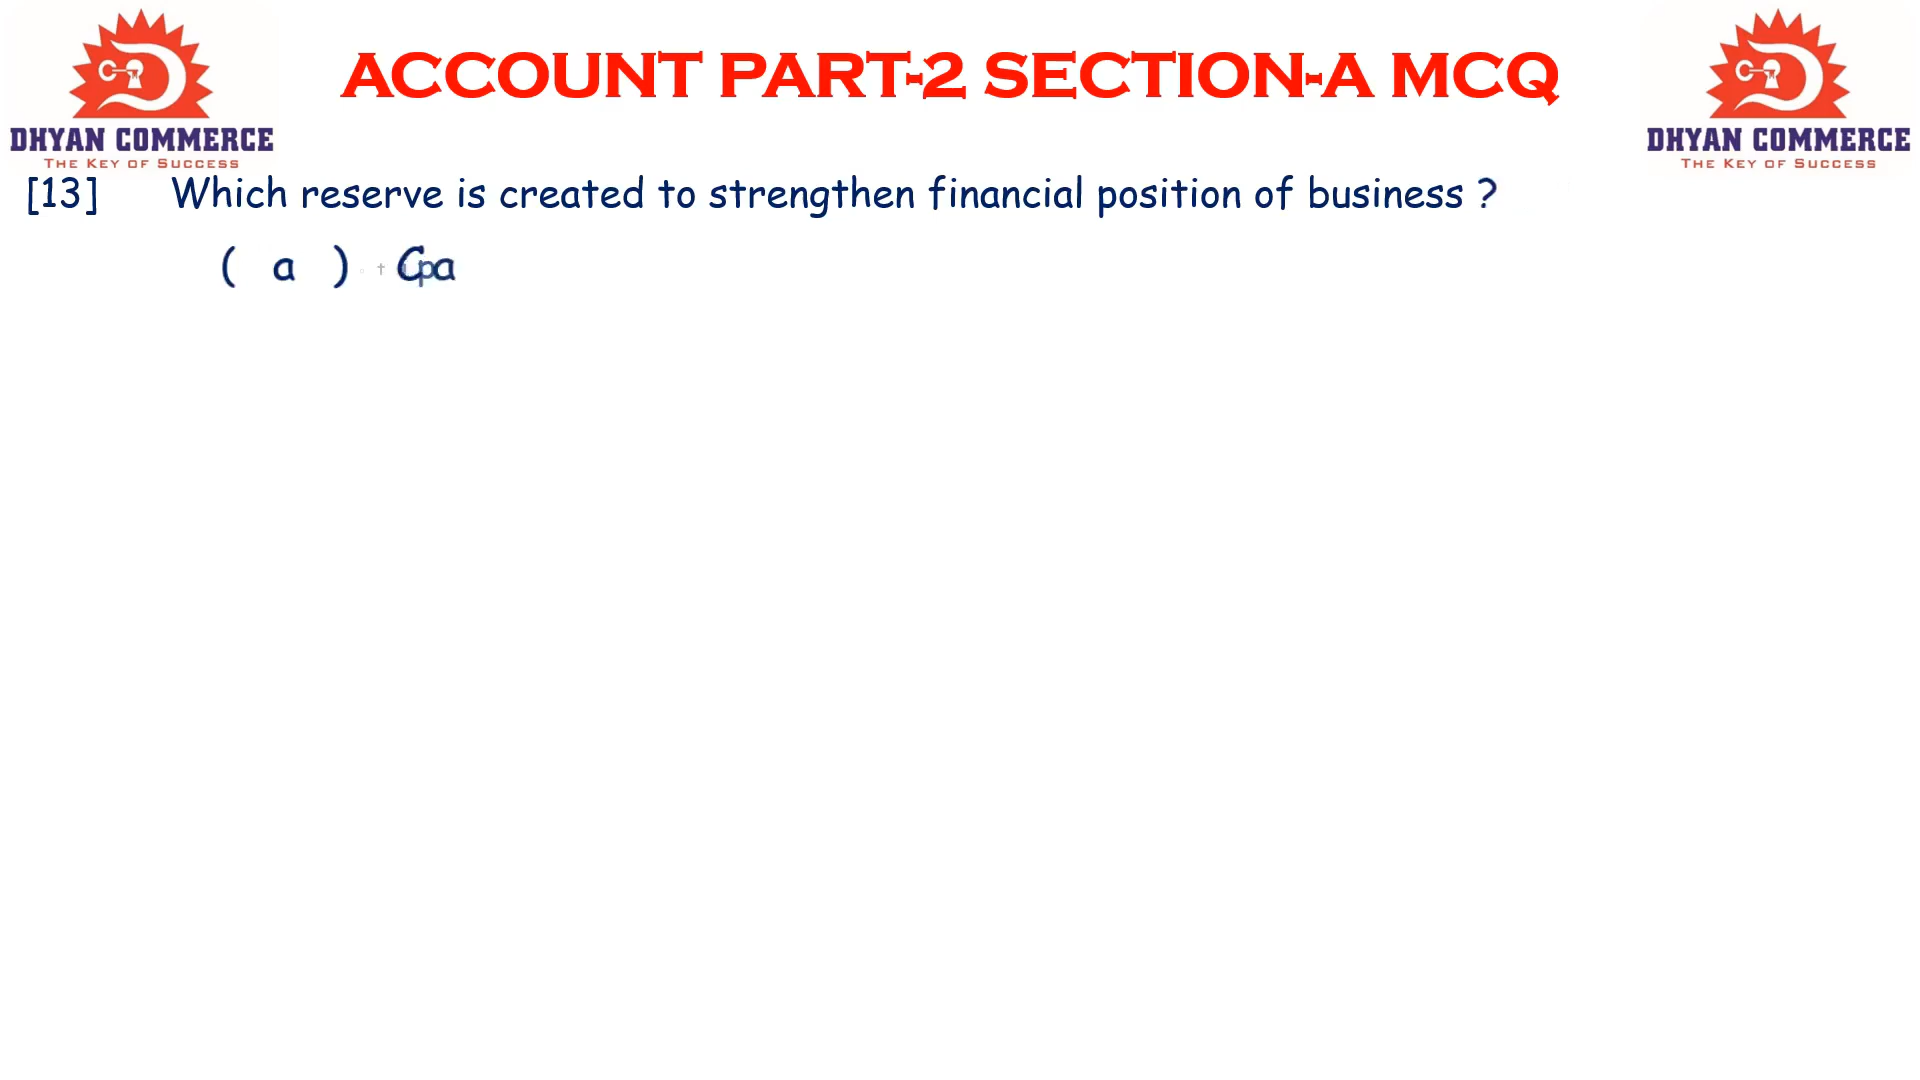 ACCOUNT PART-2 SECTION-A MCQ
DHYAN COMMERCE
THE KEY OF SUCCESS
DHYAN COMMERCE
THE KEY OF SUCCESS
[13] Which reserve is created to strengthen financial position of business ?
( a )